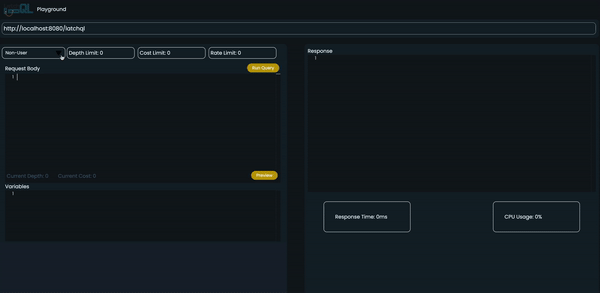 Playground
http://localhost:8080/latchql
Non-User
Depth Limit: 0
Cost Limit: 0
Rate Limit: 0
Request Body
Run Query
1
Current Depth: 0
Current Cost: 0
Preview
Variables
1
Response
1
Response Time: 0ms
CPU Usage: 0%